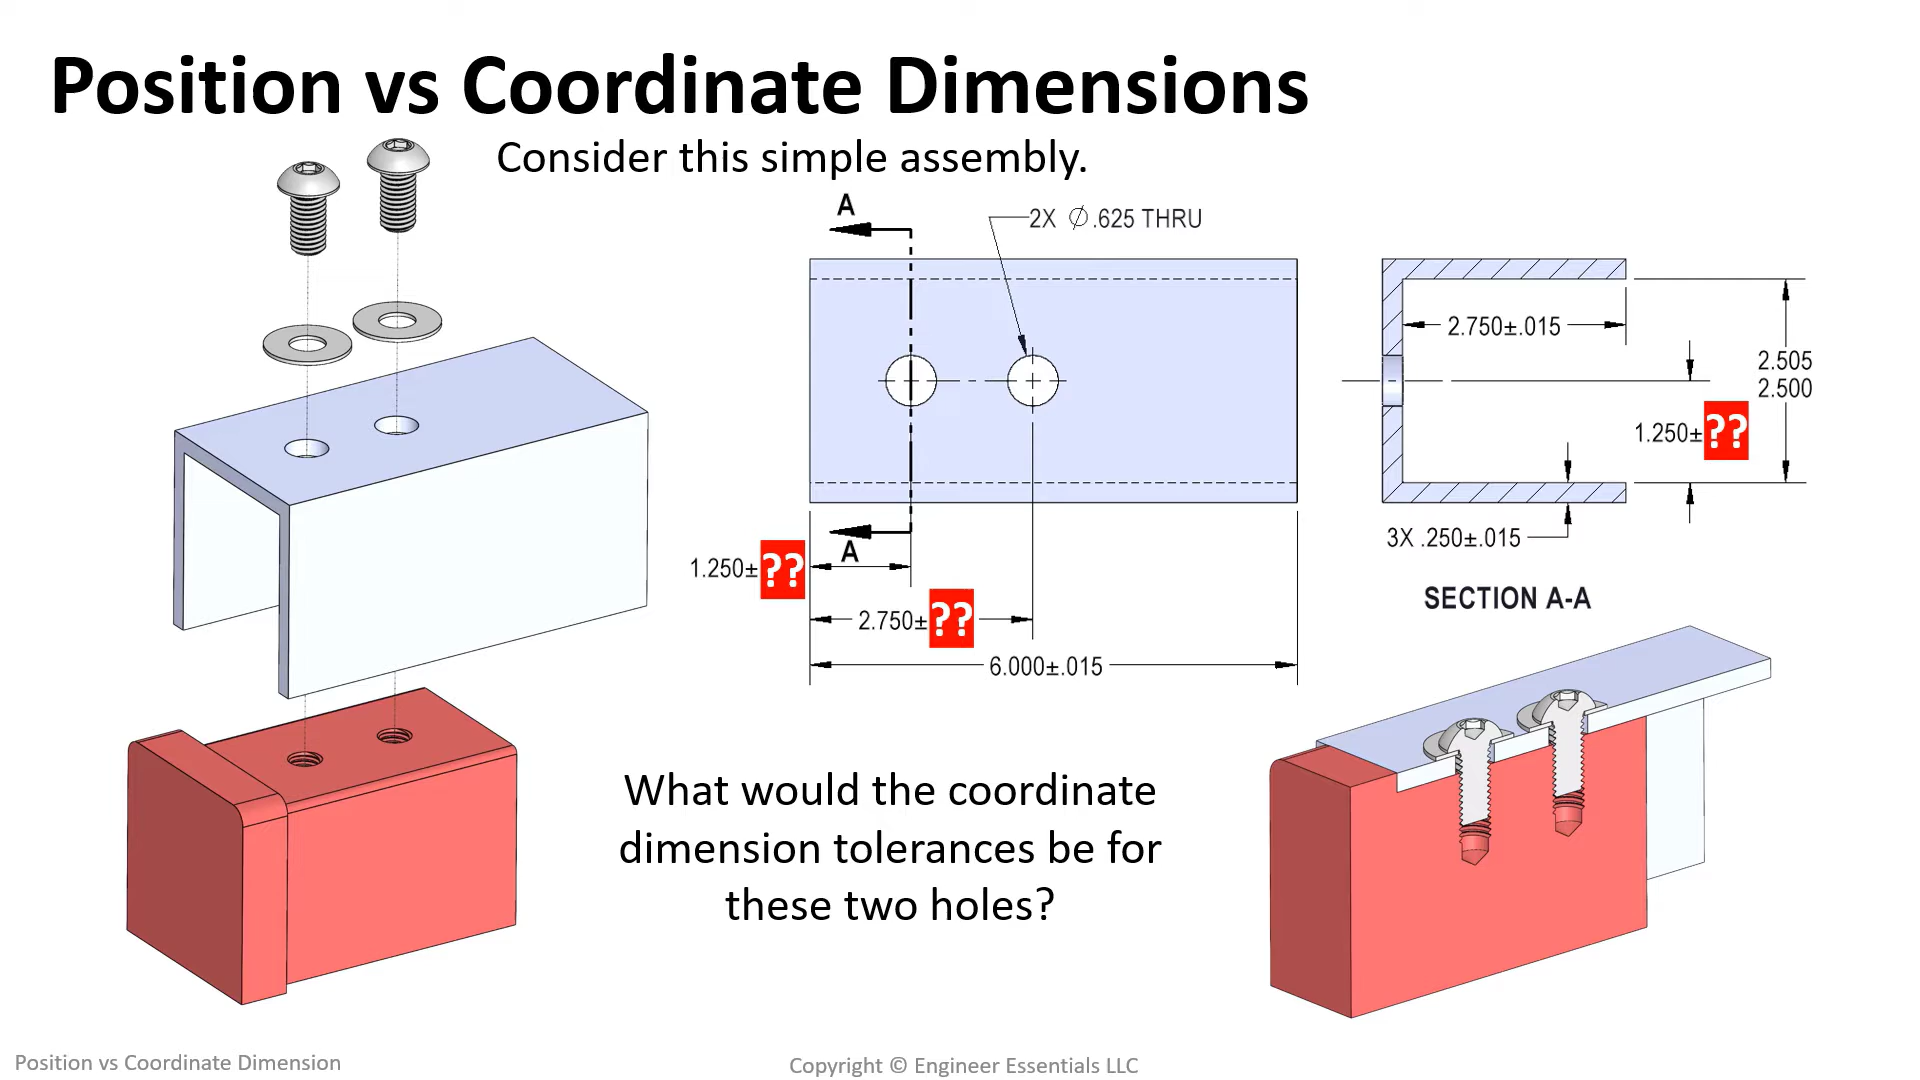 Position vs Coordinate Dimensions
Consider this simple assembly.
A
2X ∅.625 THRU
2.750±.015
2.505
2.500
1.250±??
3X .250±.015
A
1.250±??
2.750±??
6.000±.015
SECTION A-A
What would the coordinate
dimension tolerances be for
these two holes?
Position vs Coordinate Dimension
Copyright © Engineer Essentials LLC